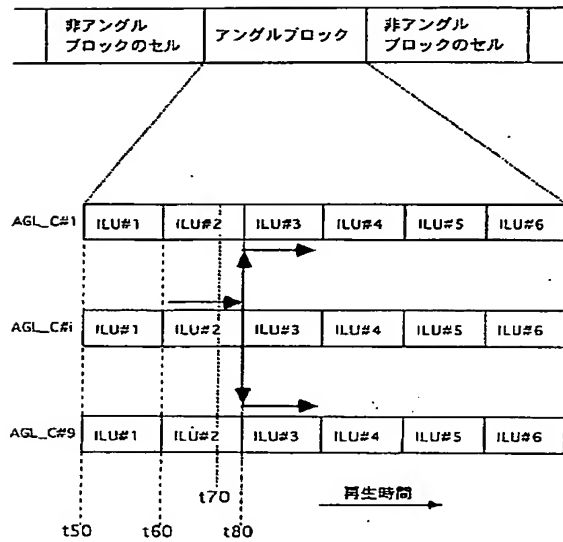 非アングル
ブロックのセル
アングルブロック
非アングル
ブロックのセル
AGL_C#1
ILU#1
ILU#2
ILU#3
ILU#4
ILU#5
ILU#6
AGL_C#i
ILU#1
ILU#2
ILU#3
ILU#4
ILU#5
ILU#6
AGL_C#9
ILU#1
ILU#2
ILU#3
ILU#4
ILU#5
ILU#6
t70
再生時間
t50
t60
t80